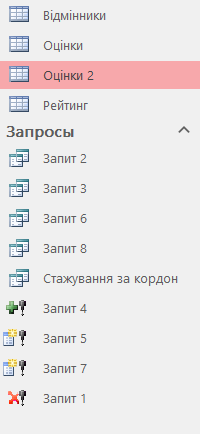 Відмінники
Оцінки
Оцінки 2
Рейтинг
Запросы
Запит 2
Запит 3
Запит 6
Запит 8
Стажування за кордон
Запит 4
Запит 5
Запит 7
Запит 1